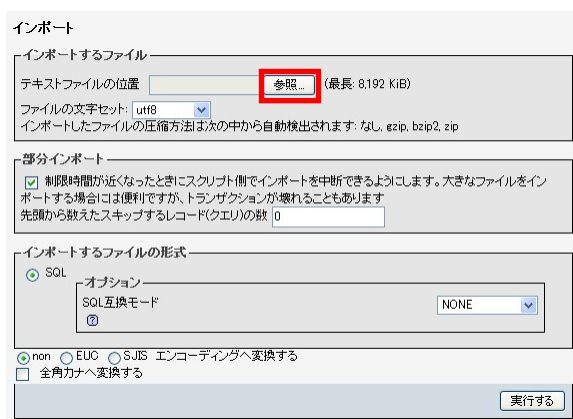 インポート
インポートするファイル
テキストファイルの位置 参照... (最長: 8,192 KiB)
ファイルの文字セット: utf8
インポートしたファイルの圧縮方法は次の中から自動検出されます: なし, gzip, bzip2, zip
部分インポート
制限時間が近くなったときにスクリプト側でインポートを中断できるようにします。大きなファイルをイン
ポートする場合には便利ですが、トランザクションが壊れることもあります
先頭から数えたスキップするレコード(クエリ)の数 0
インポートするファイルの形式
SQL
オプション
SQL互換モード NONE
?
non EUC SJIS エンコーディングへ変換する
全角カナへ変換する
実行する